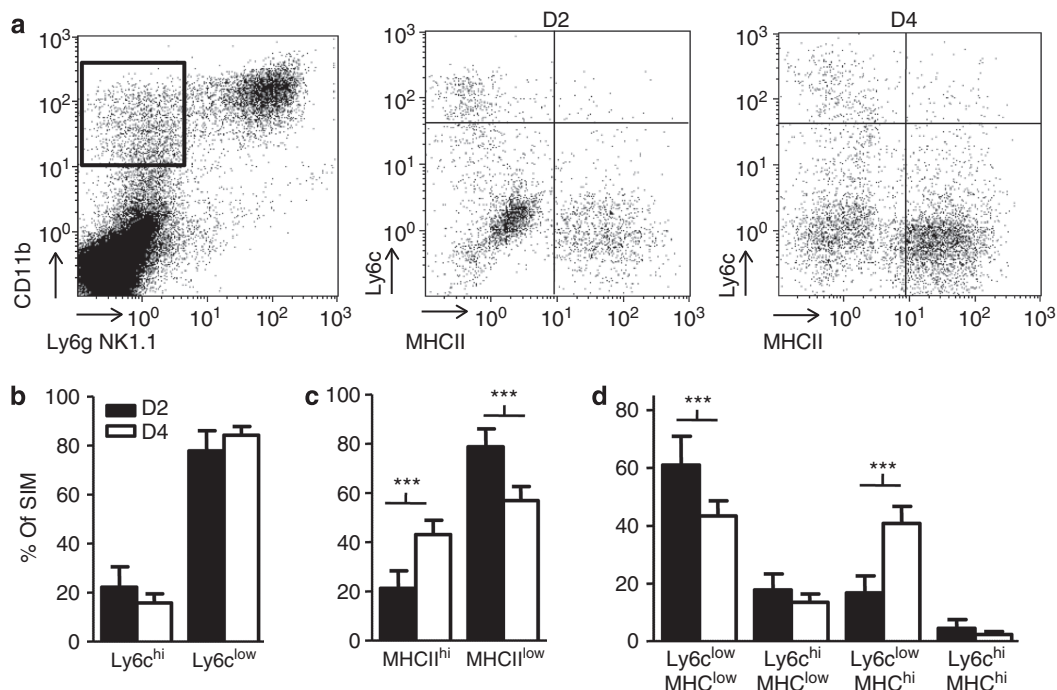 a
D2
D4
10³
10²
10¹
10⁰
CD11b
10⁰ 10¹ 10² 10³
Ly6g NK1.1
10³
10²
10¹
10⁰
Ly6c
10⁰ 10¹ 10² 10³
MHCII
10³
10²
10¹
10⁰
Ly6c
10⁰ 10¹ 10² 10³
MHCII
b
100
80
60
40
20
0
% Of SIM
D2
D4
Ly6c^hi Ly6c^low
c
100
80
60
40
20
0
***
***
MHCII^hi MHCII^low
d
80
60
40
20
0
***
***
Ly6c^low Ly6c^hi Ly6c^low Ly6c^hi
MHC^low MHC^low MHC^hi MHC^hi